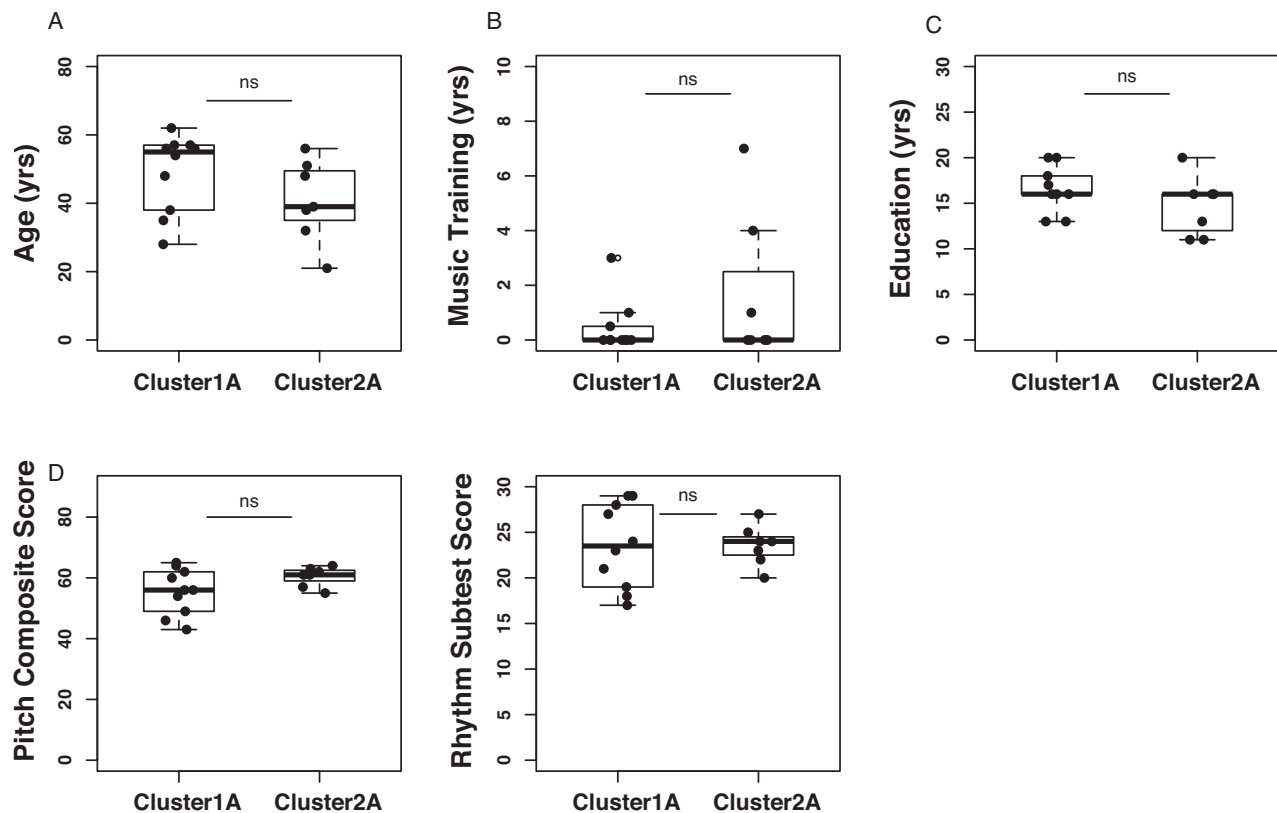 A
Age (yrs)
80
60
40
20
0
ns
Cluster1A Cluster2A
B
Music Training (yrs)
10
8
6
4
2
0
ns
Cluster1A Cluster2A
C
Education (yrs)
30
25
20
15
10
5
0
ns
Cluster1A Cluster2A
D
Pitch Composite Score
80
60
40
20
0
ns
Cluster1A Cluster2A
Rhythm Subtest Score
30
25
20
15
10
5
0
ns
Cluster1A Cluster2A